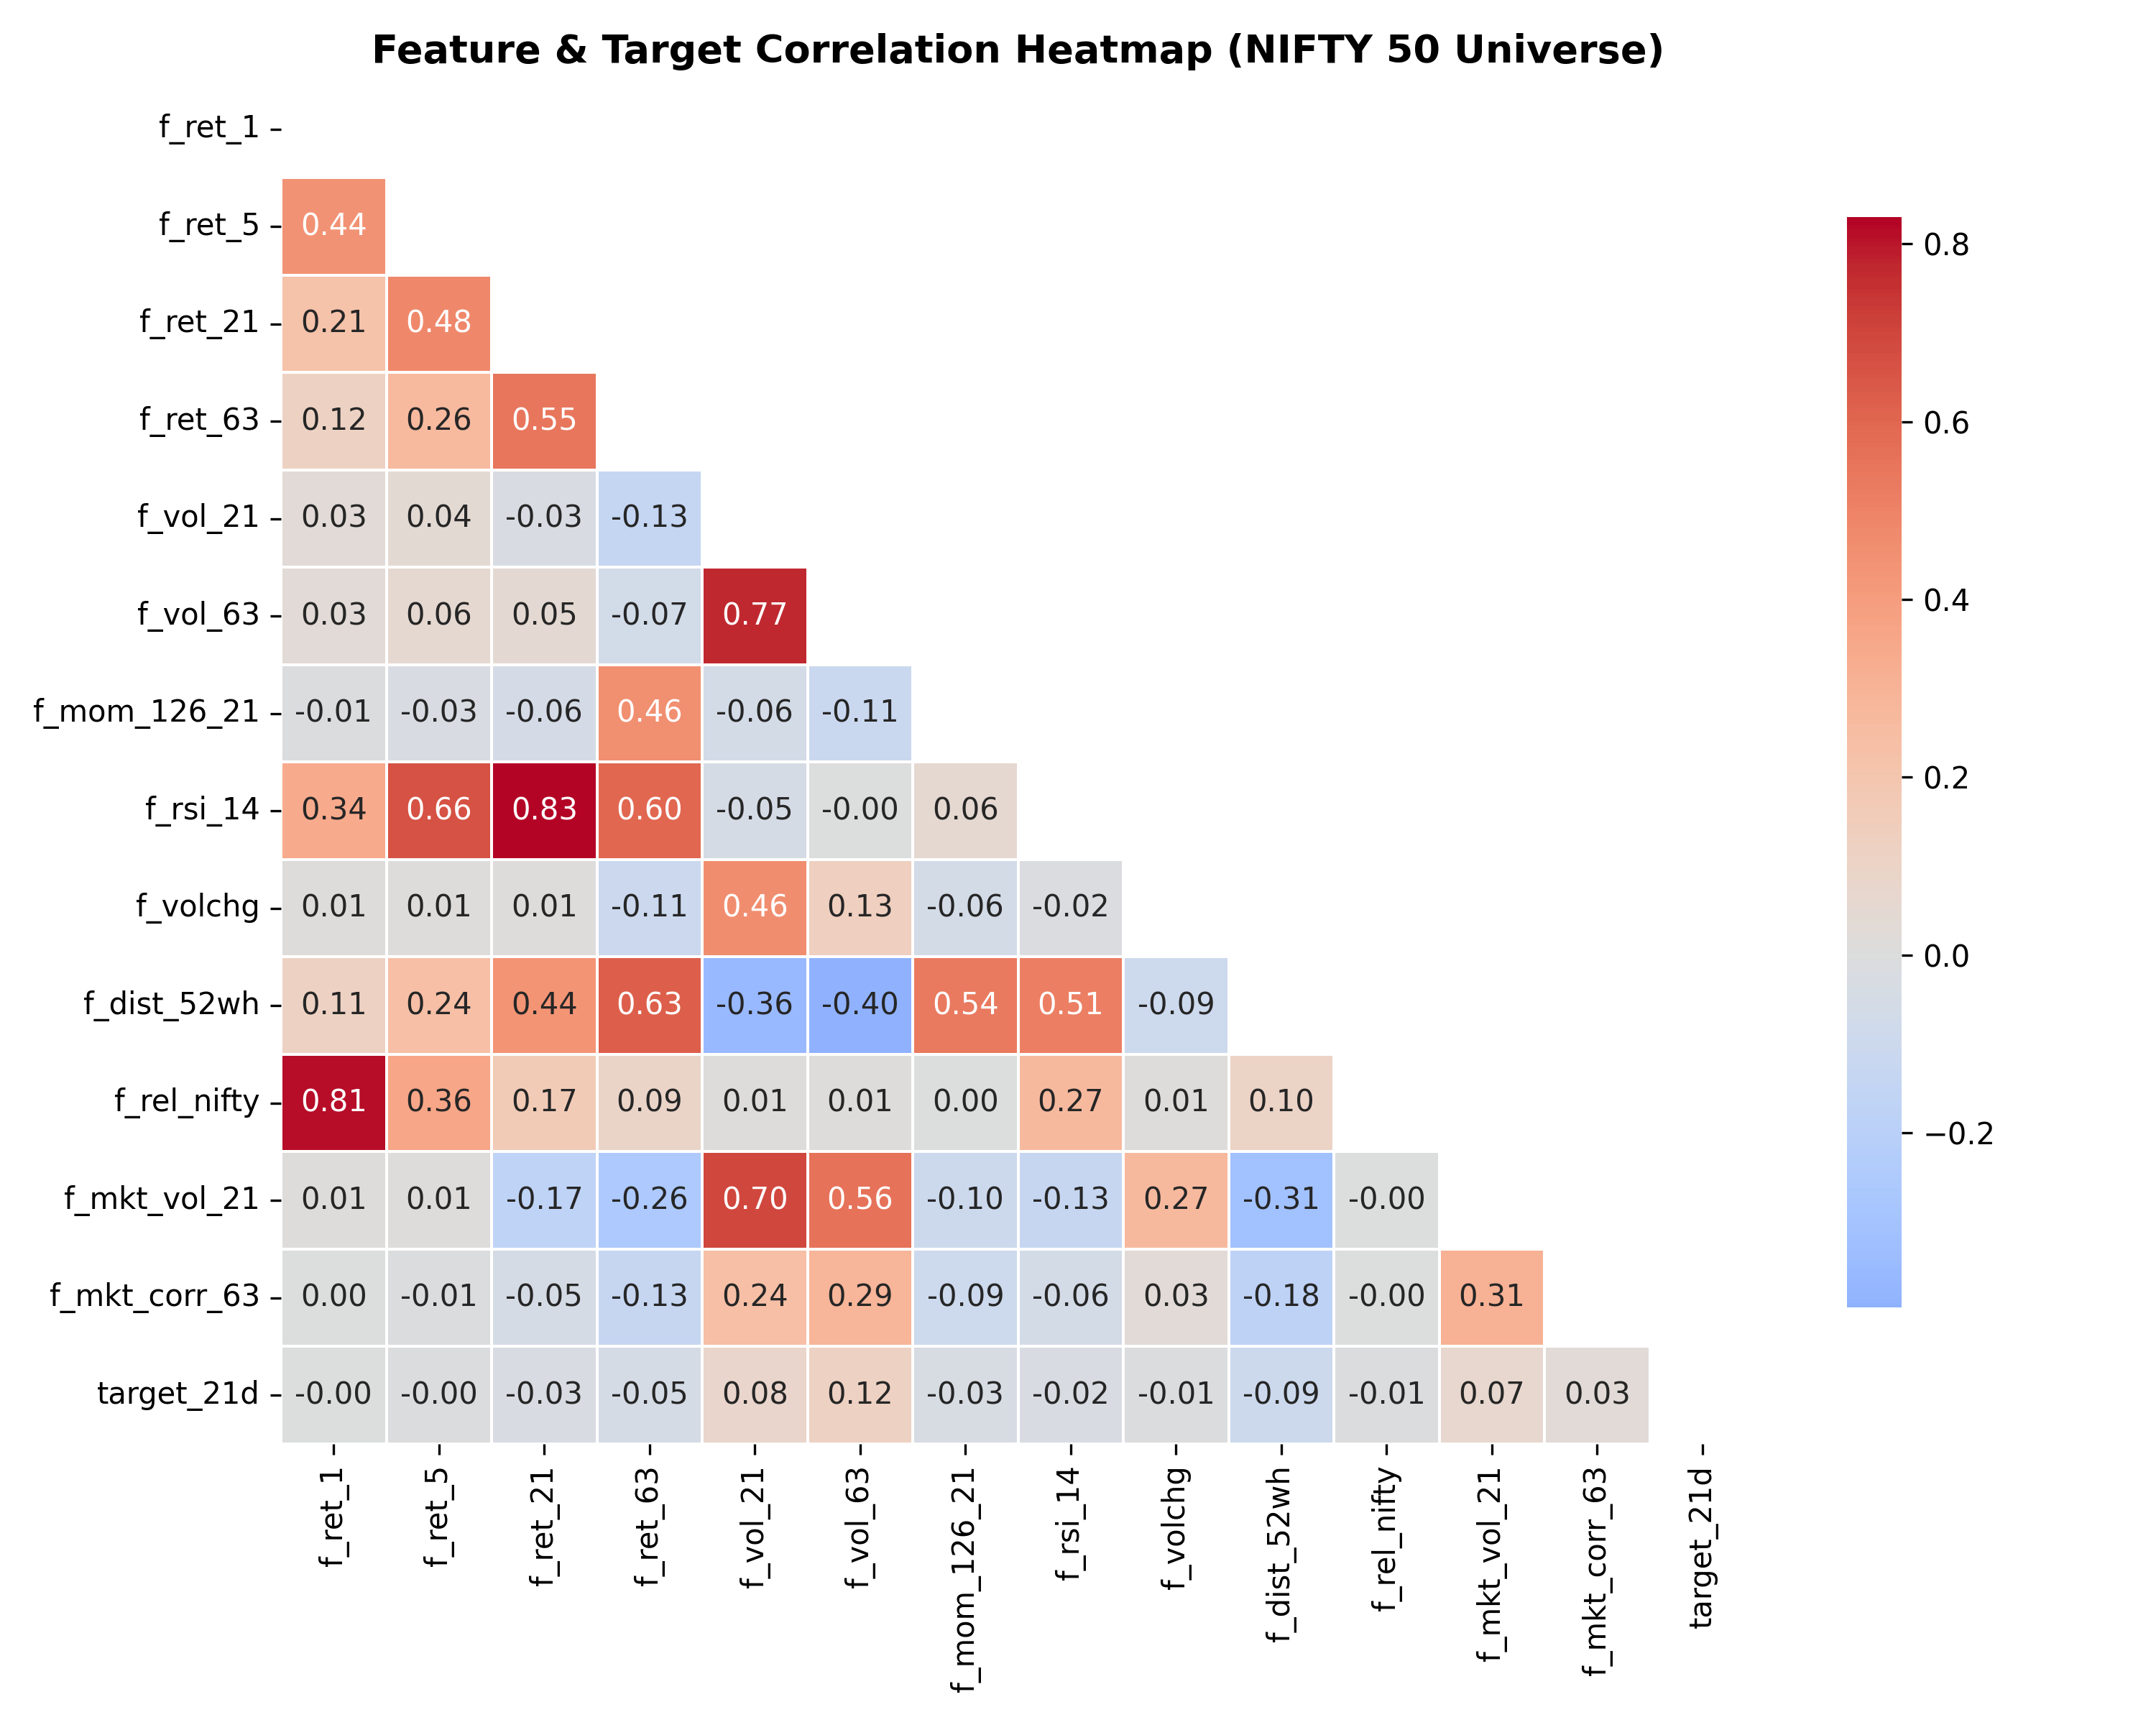 Feature & Target Correlation Heatmap (NIFTY 50 Universe)
f_ret_1
f_ret_5 0.44
f_ret_21 0.21 0.48
f_ret_63 0.12 0.26 0.55
f_vol_21 0.03 0.04 -0.03 -0.13
f_vol_63 0.03 0.06 0.05 -0.07 0.77
f_mom_126_21 -0.01 -0.03 -0.06 0.46 -0.06 -0.11
f_rsi_14 0.34 0.66 0.83 0.60 -0.05 -0.00 0.06
f_volchg 0.01 0.01 0.01 -0.11 0.46 0.13 -0.06 -0.02
f_dist_52wh 0.11 0.24 0.44 0.63 -0.36 -0.40 0.54 0.51 -0.09
f_rel_nifty 0.81 0.36 0.17 0.09 0.01 0.01 0.00 0.27 0.01 0.10
f_mkt_vol_21 0.01 0.01 -0.17 -0.26 0.70 0.56 -0.10 -0.13 0.27 -0.31 -0.00
f_mkt_corr_63 0.00 -0.01 -0.05 -0.13 0.24 0.29 -0.09 -0.06 0.03 -0.18 -0.00 0.31
target_21d -0.00 -0.00 -0.03 -0.05 0.08 0.12 -0.03 -0.02 -0.01 -0.09 -0.01 0.07 0.03
f_ret_1
f_ret_5
f_ret_21
f_ret_63
f_vol_21
f_vol_63
f_mom_126_21
f_rsi_14
f_volchg
f_dist_52wh
f_rel_nifty
f_mkt_vol_21
f_mkt_corr_63
target_21d
0.8
0.6
0.4
0.2
0.0
−0.2